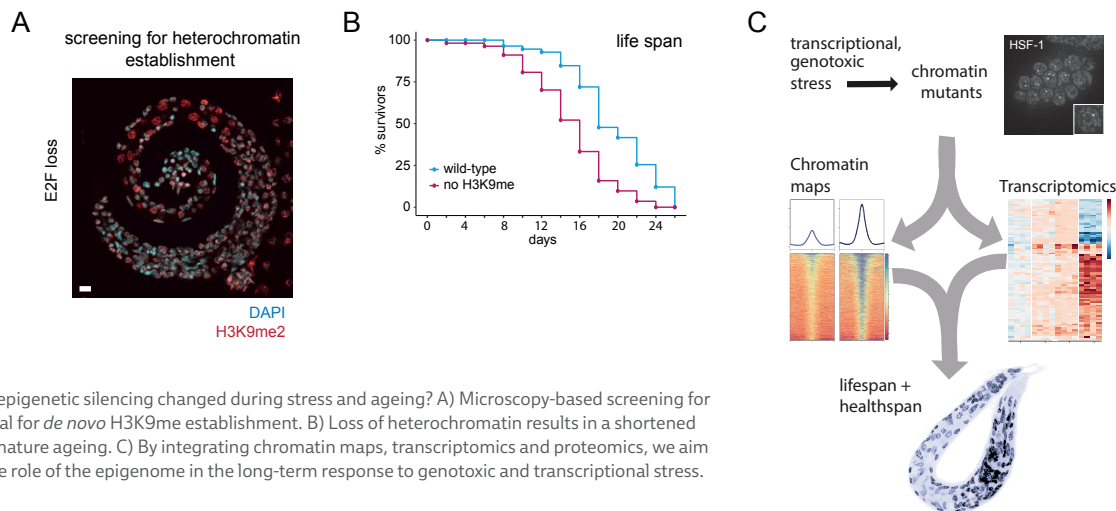 A
screening for heterochromatin
establishment
E2F loss
DAPI
H3K9me2
B
life span
% survivors
100
75
50
25
0
wild-type
no H3K9me
0
4
8
12
16
20
24
days
C
transcriptional,
genotoxic
stress
chromatin
mutants
HSF-1
Chromatin
maps
Transcriptomics
lifespan +
healthspan
epigenetic silencing changed during stress and ageing? A) Microscopy-based screening for
al for de novo H3K9me establishment. B) Loss of heterochromatin results in a shortened
nature ageing. C) By integrating chromatin maps, transcriptomics and proteomics, we aim
e role of the epigenome in the long-term response to genotoxic and transcriptional stress.